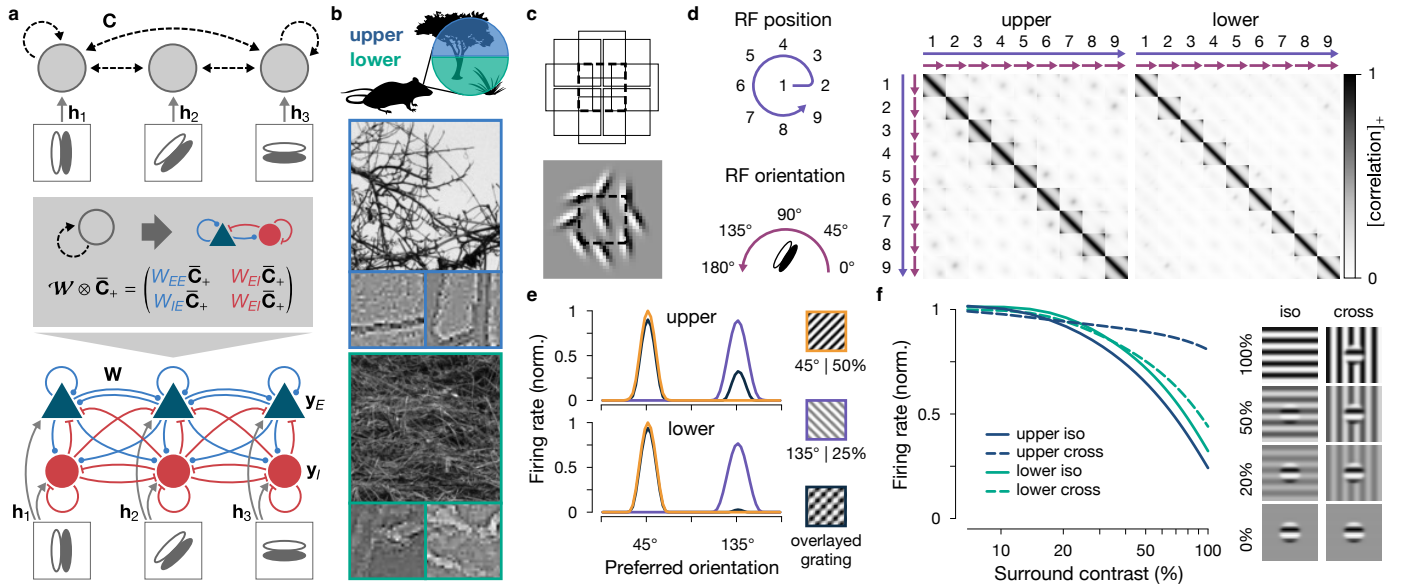 a
C
h1
h2
h3
𝒲 ⊗ C̄+ = ( WEE C̄+ WEI C̄+
WIE C̄+ WEI C̄+ )
W
yE
yI
h1
h2
h3
b
upper
lower
c
d
RF position
5 4 3
6 1 2
7 8 9
RF orientation
90°
135° 45°
180° 0°
upper
1 2 3 4 5 6 7 8 9
lower
1 2 3 4 5 6 7 8 9
1
2
3
4
5
6
7
8
9
1
[correlation]+
0
e
Firing rate (norm.)
1
0.5
0
upper
1
0.5
0
lower
45° 135°
Preferred orientation
45° | 50%
135° | 25%
overlayed
grating
f
Firing rate (norm.)
1
0.5
0
upper iso
upper cross
lower iso
lower cross
10 20 50 100
Surround contrast (%)
iso cross
100%
50%
20%
0%